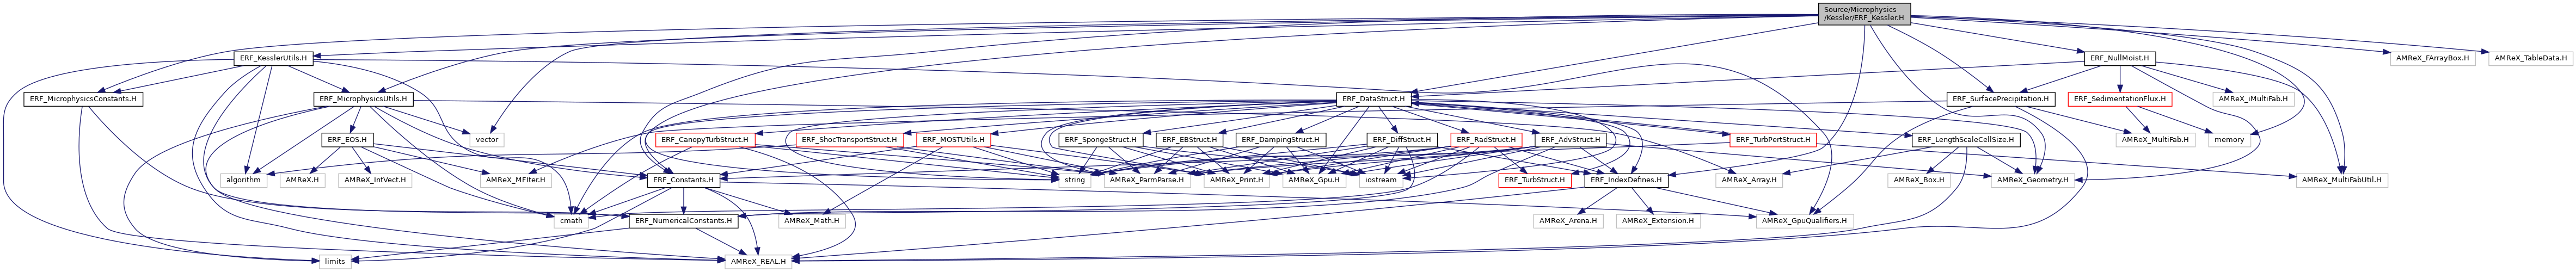 Source/Microphysics
/Kessler/ERF_Kessler.H
ERF_KesslerUtils.H
ERF_NullMoist.H
AMReX_FArrayBox.H
AMReX_TableData.H
ERF_MicrophysicsConstants.H
ERF_MicrophysicsUtils.H
ERF_DataStruct.H
ERF_SurfacePrecipitation.H
ERF_SedimentationFlux.H
AMReX_iMultiFab.H
ERF_EOS.H
vector
ERF_CanopyTurbStruct.H
ERF_ShocTransportStruct.H
ERF_MOSTUtils.H
ERF_SpongeStruct.H
ERF_EBStruct.H
ERF_DampingStruct.H
ERF_DiffStruct.H
ERF_RadStruct.H
ERF_AdvStruct.H
ERF_TurbPertStruct.H
ERF_LengthScaleCellSize.H
AMReX_MultiFab.H
memory
algorithm
AMReX.H
AMReX_IntVect.H
AMReX_MFIter.H
ERF_Constants.H
string
AMReX_ParmParse.H
AMReX_Print.H
AMReX_Gpu.H
iostream
ERF_TurbStruct.H
ERF_IndexDefines.H
AMReX_Array.H
AMReX_Box.H
AMReX_Geometry.H
AMReX_MultiFabUtil.H
cmath
ERF_NumericalConstants.H
AMReX_Math.H
AMReX_Arena.H
AMReX_Extension.H
AMReX_GpuQualifiers.H
limits
AMReX_REAL.H